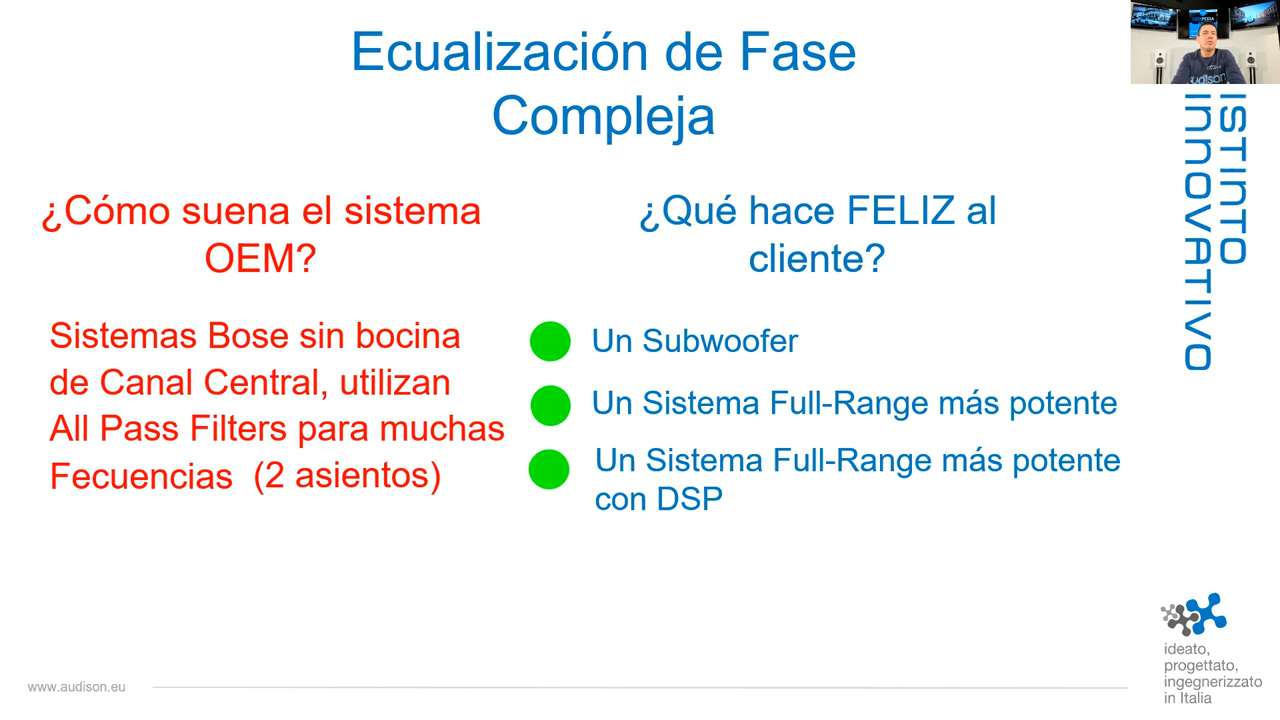 Ecualización de Fase
Compleja
¿Cómo suena el sistema
OEM?
Sistemas Bose sin bocina
de Canal Central, utilizan
All Pass Filters para muchas
Fecuencias (2 asientos)
¿Qué hace FELIZ al
cliente?
Un Subwoofer
Un Sistema Full-Range más potente
Un Sistema Full-Range más potente
con DSP
ISTINTO
INNOVATIVO
udison
www.audison.eu
ideato,
progettato,
ingegnerizzato
in Italia